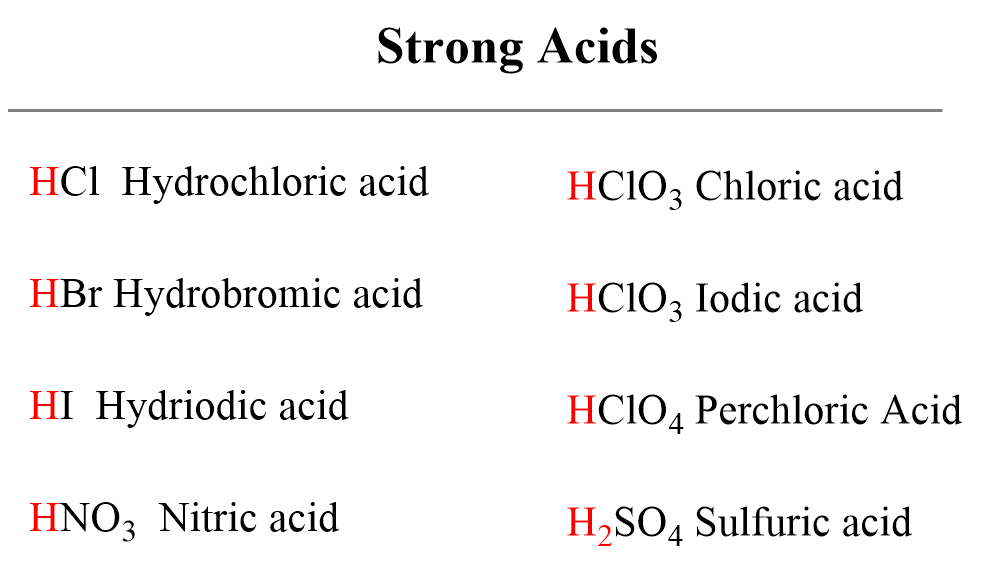 Strong Acids
HCl Hydrochloric acid
HBr Hydrobromic acid
HI Hydriodic acid
HNO₃ Nitric acid
HClO₃ Chloric acid
HClO₃ Iodic acid
HClO₄ Perchloric Acid
H₂SO₄ Sulfuric acid